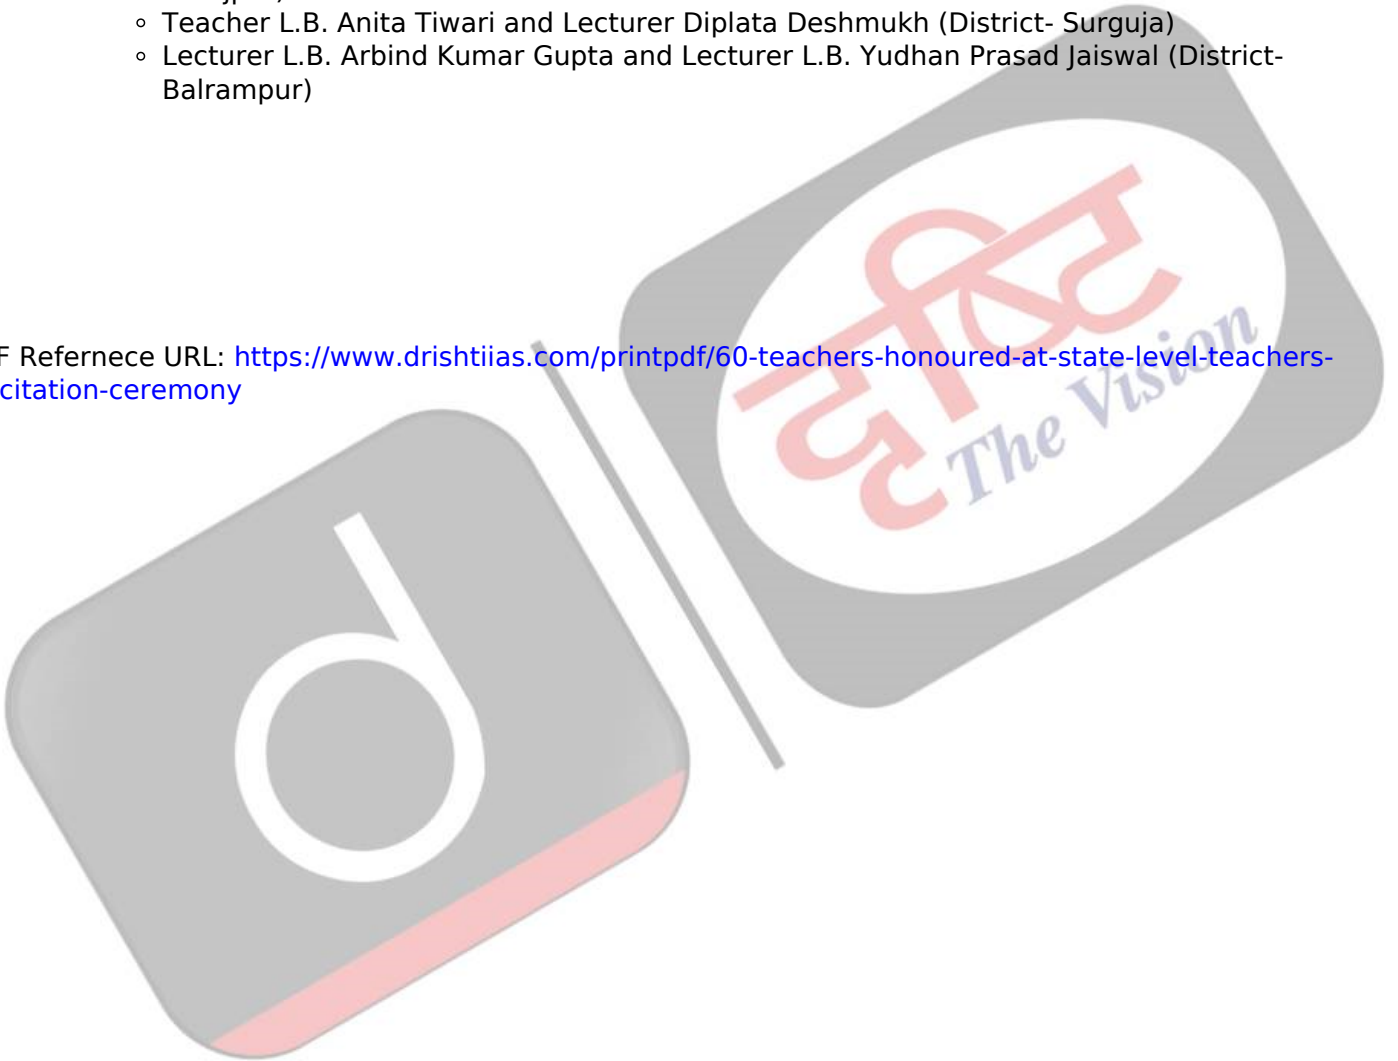 ◦ Teacher L.B. Anita Tiwari and Lecturer Diplata Deshmukh (District- Surguja)
◦ Lecturer L.B. Arbind Kumar Gupta and Lecturer L.B. Yudhan Prasad Jaiswal (District-
Balrampur)
दृष्टि
The Vision
F Refernece URL: https://www.drishtiias.com/printpdf/60-teachers-honoured-at-state-level-teachers-
citation-ceremony
d